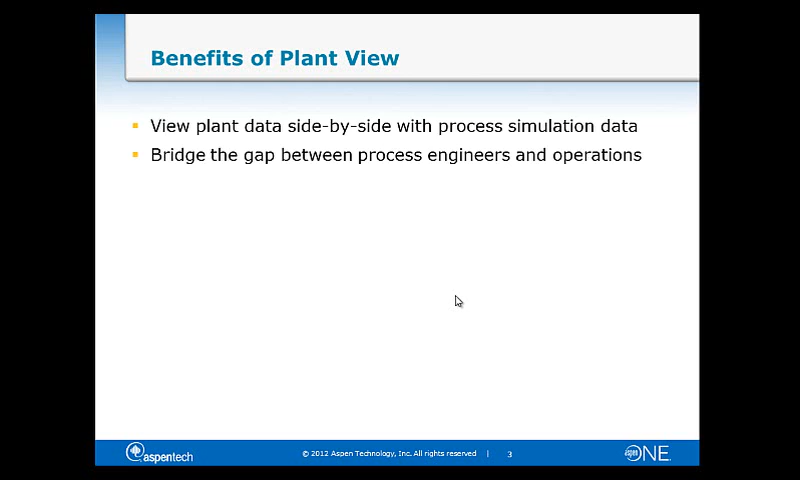 Benefits of Plant View
View plant data side-by-side with process simulation data
Bridge the gap between process engineers and operations
aspentech
© 2012 Aspen Technology, Inc. All rights reserved | 3
aspen ONE